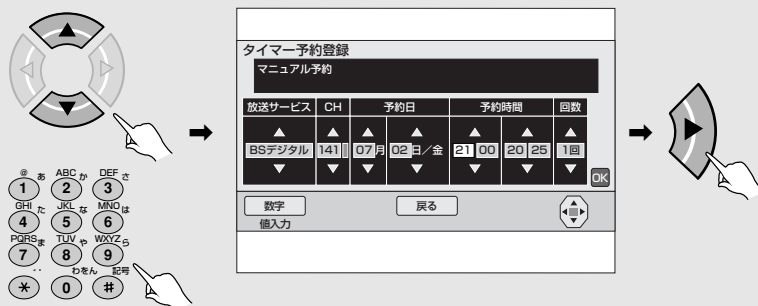 タイマー予約登録
マニュアル予約
放送サービス CH 予約日 予約時間 回数
BSデジタル 141 07月 02日/金 21 00 20 25 1回
OK
数字 戻る
値入力
@ あ ABC か DEF さ
1 2 3
GHI た JKL な MNO は
4 5 6
PQRS ま TUV や WXYZ ら
7 8 9
゛゜ わをん 記号
* 0 #